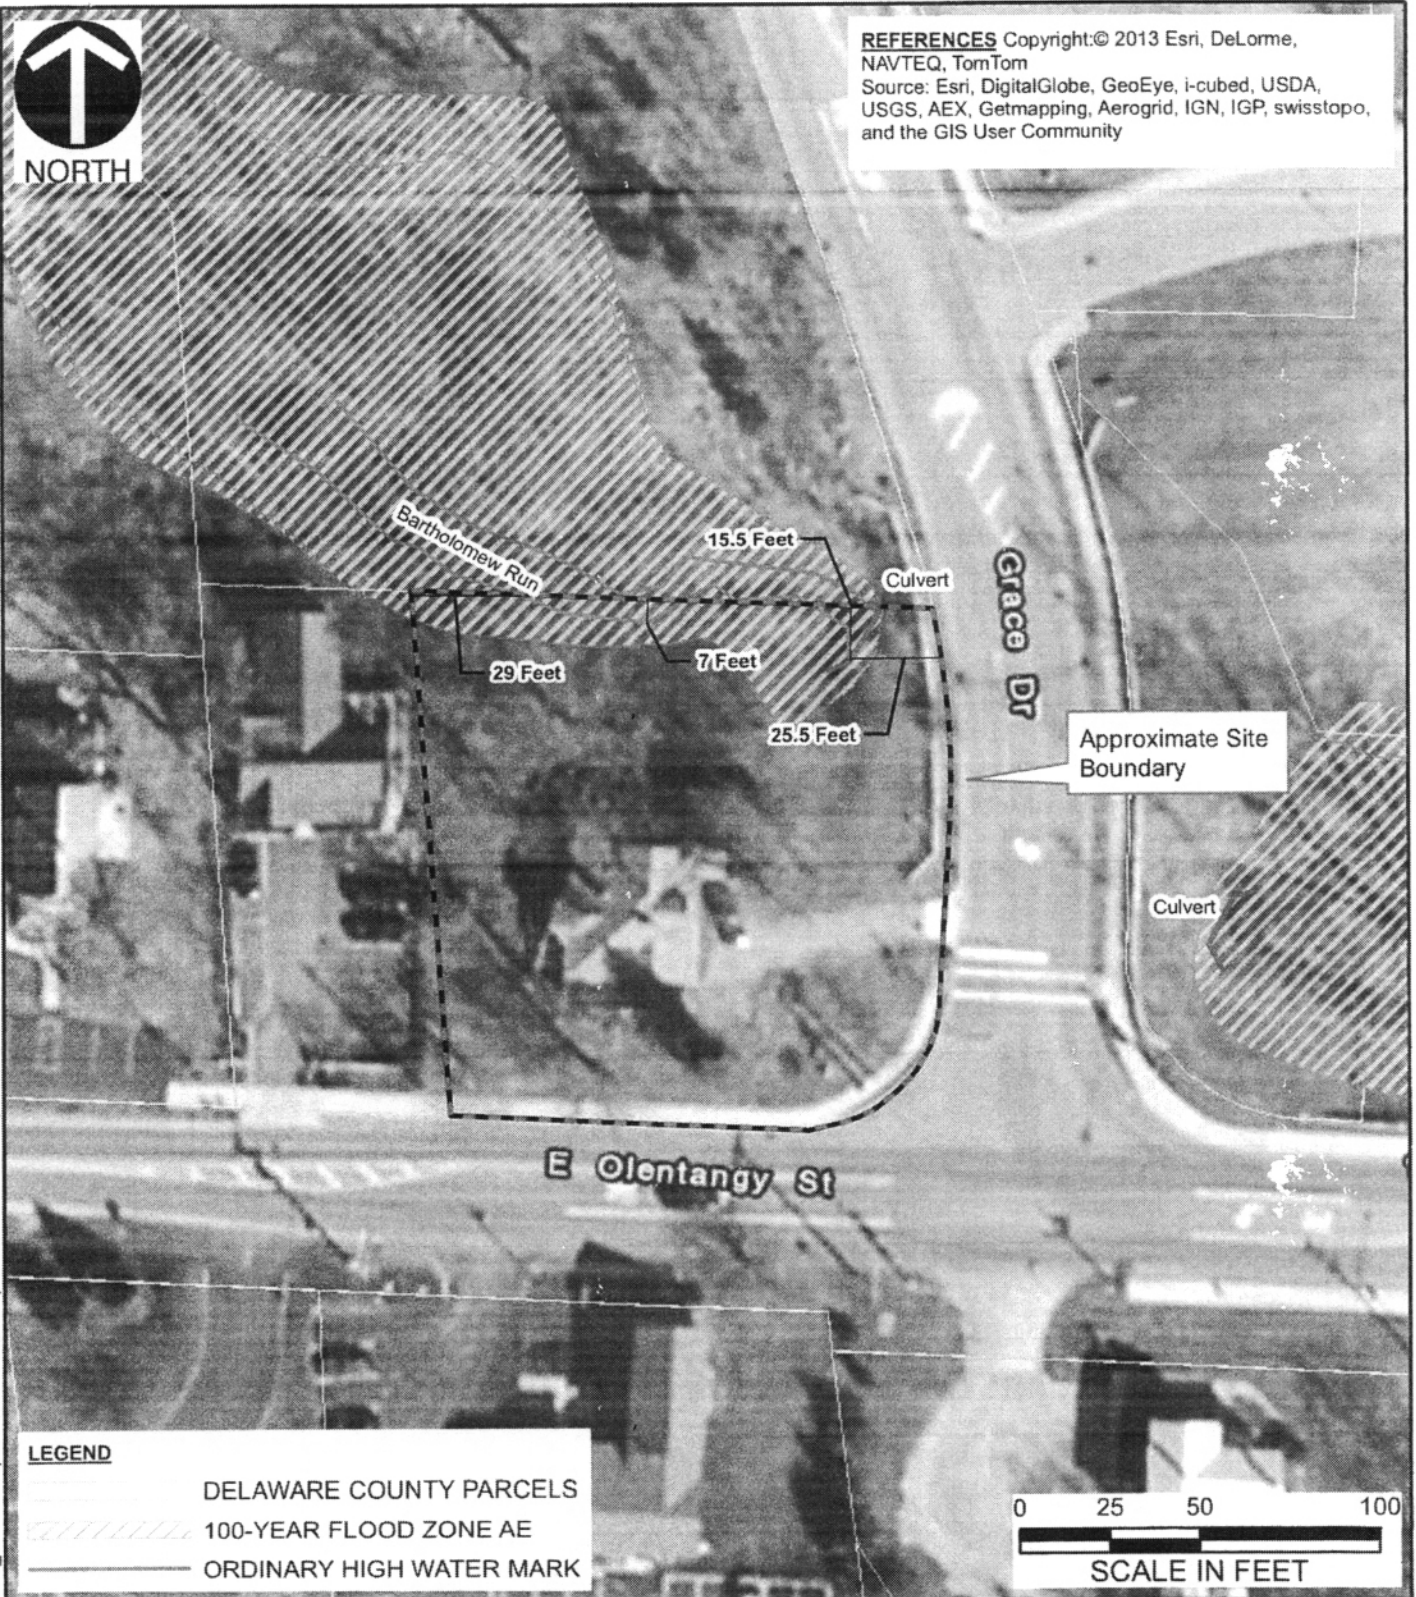 NORTH
REFERENCES Copyright:© 2013 Esri, DeLorme,
NAVTEQ, TomTom
Source: Esri, DigitalGlobe, GeoEye, i-cubed, USDA,
USGS, AEX, Getmapping, Aerogrid, IGN, IGP, swisstopo,
and the GIS User Community
Bartholomew Run
15.5 Feet
Culvert
Grace Dr
29 Feet
7 Feet
25.5 Feet
Approximate Site
Boundary
Culvert
E Olentangy St
LEGEND
DELAWARE COUNTY PARCELS
100-YEAR FLOOD ZONE AE
ORDINARY HIGH WATER MARK
0 25 50 100
SCALE IN FEET